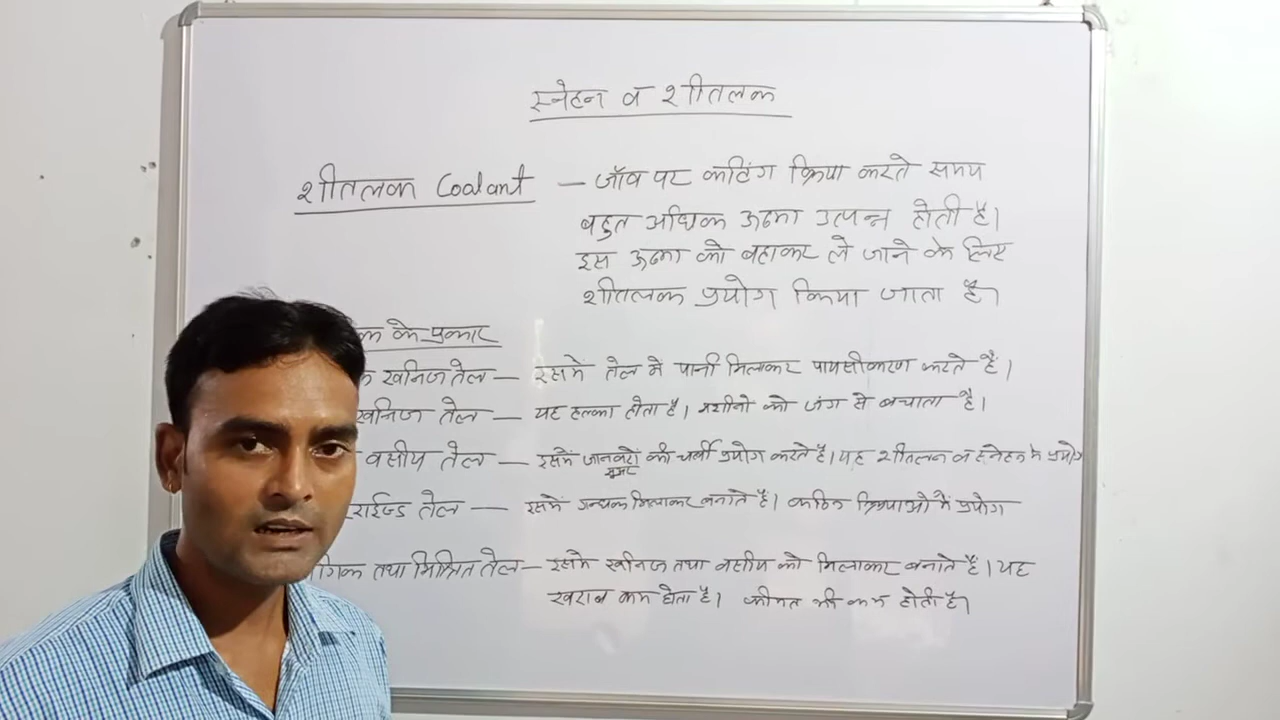 स्नेहन व शीतलक
शीतलक Coolant — जॉब पर कटिंग क्रिया करते समय
बहुत अधिक ऊष्मा उत्पन्न होती है।
इस ऊष्मा को बहाकर ले जाने के लिए
शीतलक प्रयोग किया जाता है।
क के प्रकार
क खनिज तेल — इसमें तेल में पानी मिलाकर पायसीकरण करते है।
खनिज तेल — यह हल्का होता है। मशीनो को जंग से बचाता है।
वसीय तेल — इसमें जानवरो की चर्बी प्रयोग करते है। यह शीतलन व स्नेहन मे प्रयोग
सूअर
राईज्ड तेल — इसमें गन्धक मिलाकर बनाते है। कठिन क्रियाओ में प्रयोग
गिक तथा मिश्रित तेल — इसमे खनिज तथा वसीय को मिलाकर बनाते है। यह
खराब कम होता है। कीमत भी कम होती है।